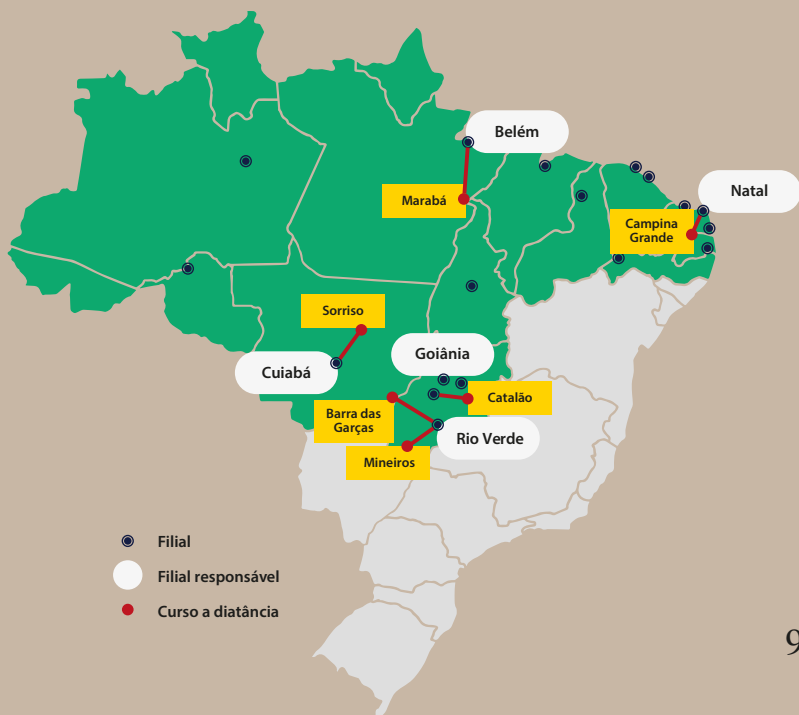 Belém
Marabá
Natal
Campina
Grande
Sorriso
Goiânia
Cuiabá
Catalão
Barra das
Garças
Rio Verde
Mineiros
Filial
Filial responsável
Curso a diatância
9